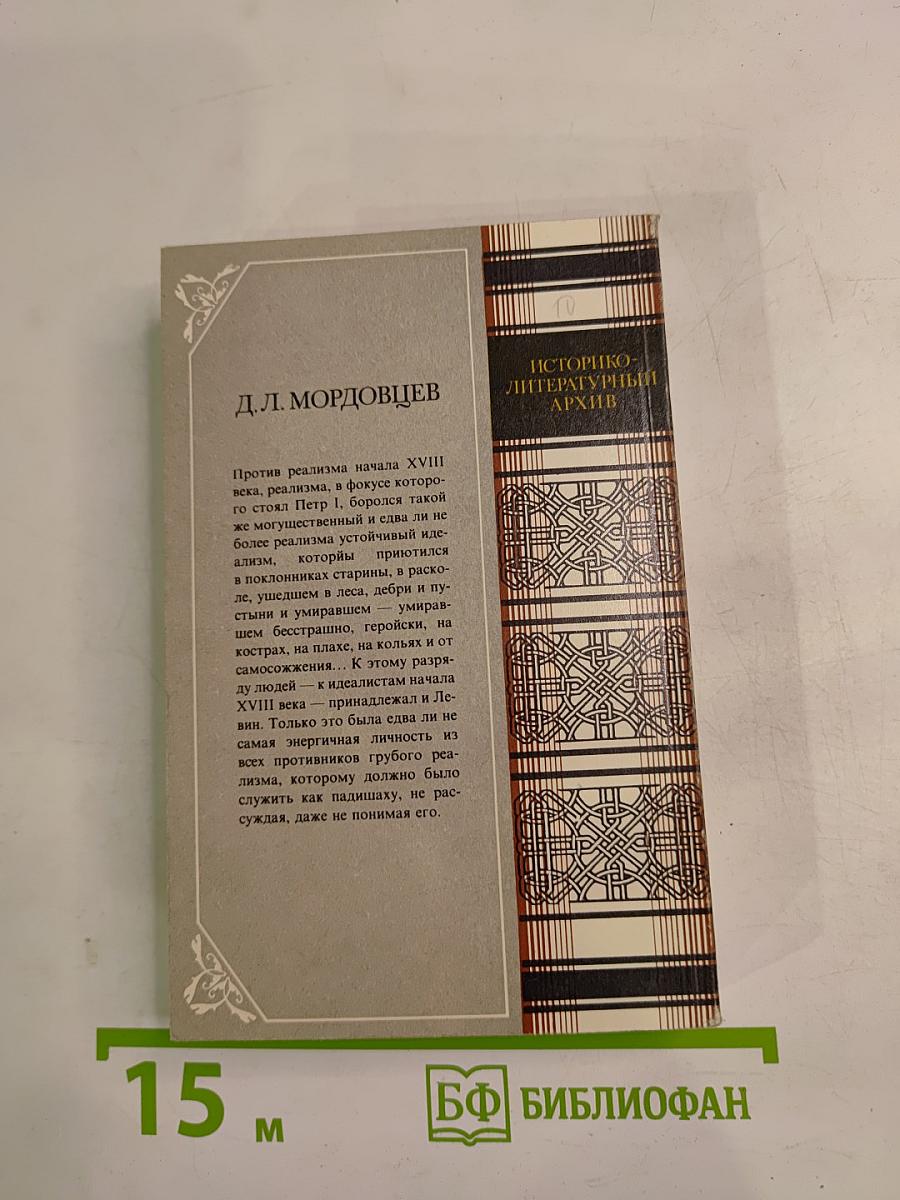 Д. Л. МОРДОВЦЕВ
Против реализма начала XVIII
века, реализма, в фокусе которо-
го стоял Петр I, боролся такой
же могущественный и едва ли не
более реализма устойчивый иде-
ализм, которйы приютился
в поклонниках старины, в раско-
ле, ушедшем в леса, дебри и пу-
стыни и умиравшем — умирав-
шем бесстрашно, геройски, на
кострах, на плахе, на кольях и от
самосожжения... К этому разря-
ду людей — к идеалистам начала
XVIII века — принадлежал и Ле-
вин. Только это была едва ли не
самая энергичная личность из
всех противников грубого реа-
лизма, которому должно было
служить как падишаху, не рас-
суждая, даже не понимая его.
ИСТОРИКО-
ЛИТЕРАТУРНЫЙ
АРХИВ
15 м
БФ БИБЛИОФАН